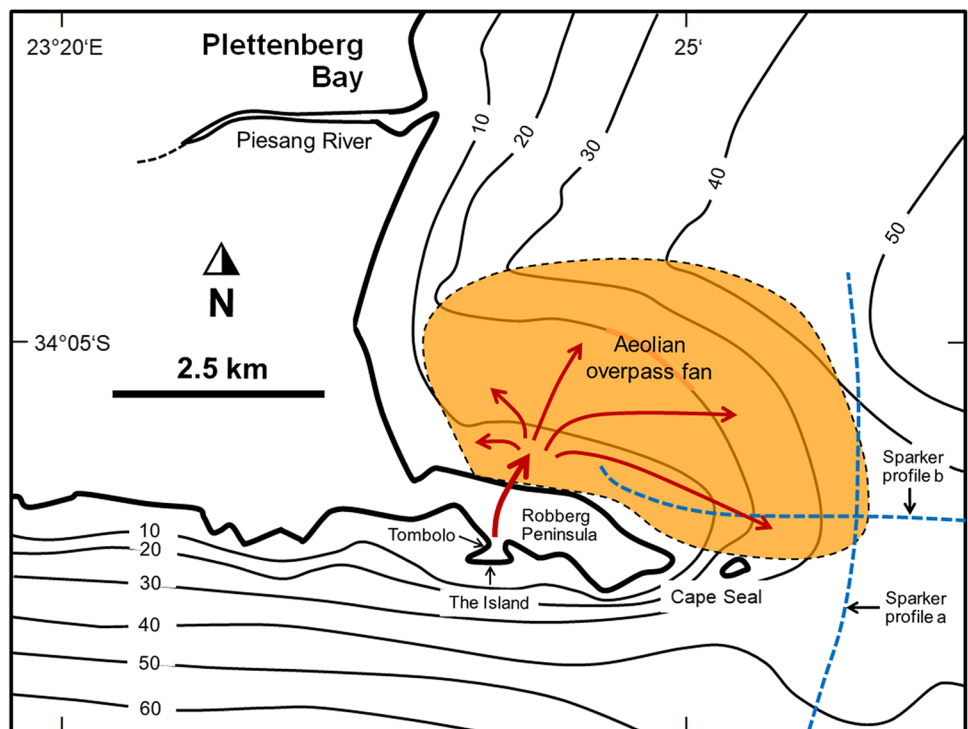 23°20‘E
Plettenberg
Bay
25‘
Piesang River
10
20
30
40
50
N
34°05‘S
2.5 km
Aeolian
overpass fan
Sparker
profile b
Robberg
Peninsula
Tombolo
The Island
Cape Seal
Sparker
profile a
10
20
30
40
50
60